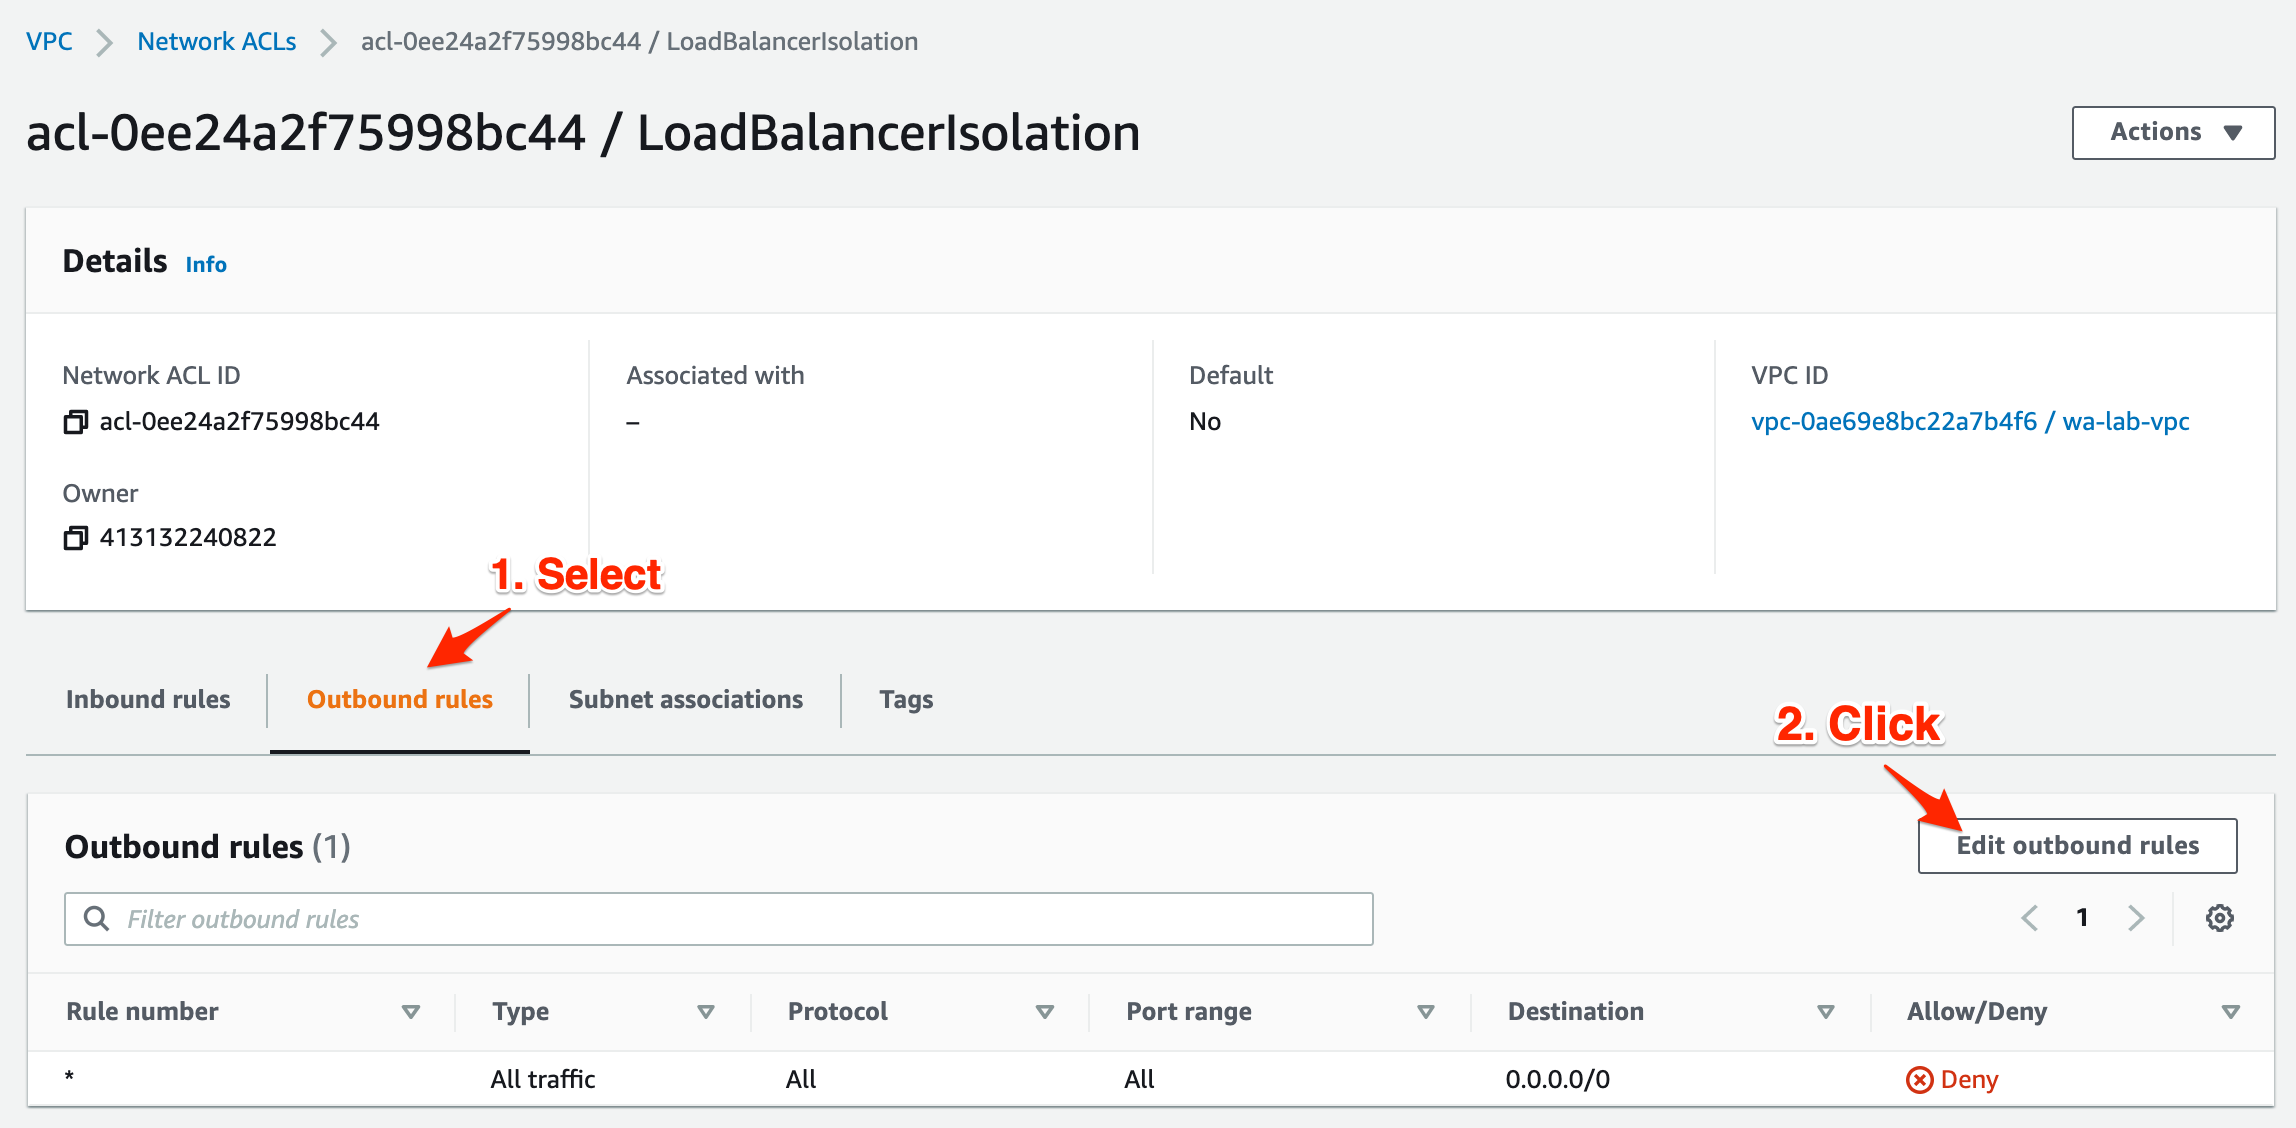 VPC > Network ACLs > acl-0ee24a2f75998bc44 / LoadBalancerIsolation
acl-0ee24a2f75998bc44 / LoadBalancerIsolation
Actions
Details Info
Network ACL ID
acl-0ee24a2f75998bc44
Associated with
–
Default
No
VPC ID
vpc-0ae69e8bc22a7b4f6 / wa-lab-vpc
Owner
413132240822
1. Select
Inbound rules Outbound rules Subnet associations Tags
2. Click
Outbound rules (1)
Edit outbound rules
Filter outbound rules
1
Rule number Type Protocol Port range Destination Allow/Deny
* All traffic All All 0.0.0.0/0 Deny